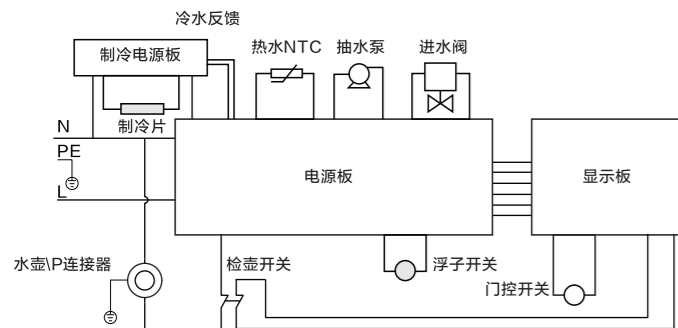 冷水反馈
制冷电源板
热水NTC
抽水泵
进水阀
制冷片
N
PE
L
电源板
显示板
水壶\P连接器
检壶开关
浮子开关
门控开关